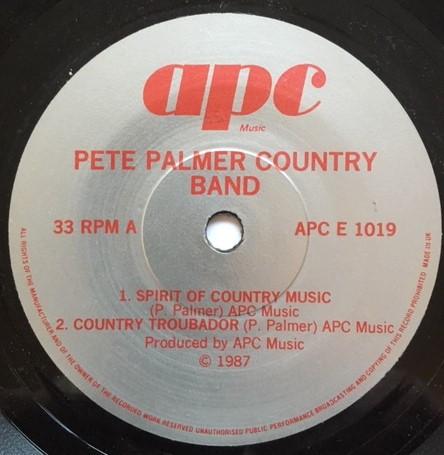 apc
Music
PETE PALMER COUNTRY
BAND
33 RPM A
APC E 1019
1. SPIRIT OF COUNTRY MUSIC
(P. Palmer) APC Music
2. COUNTRY TROUBADOR (P. Palmer) APC Music
Produced by APC Music
© 1987
ALL RIGHTS OF THE MANUFACTURER AND OF THE OWNER OF THE RECORDED WORK RESERVED UNAUTHORISED PUBLIC PERFORMANCE BROADCASTING AND COPYING OF THIS RECORD PROHIBITED MADE IN UK